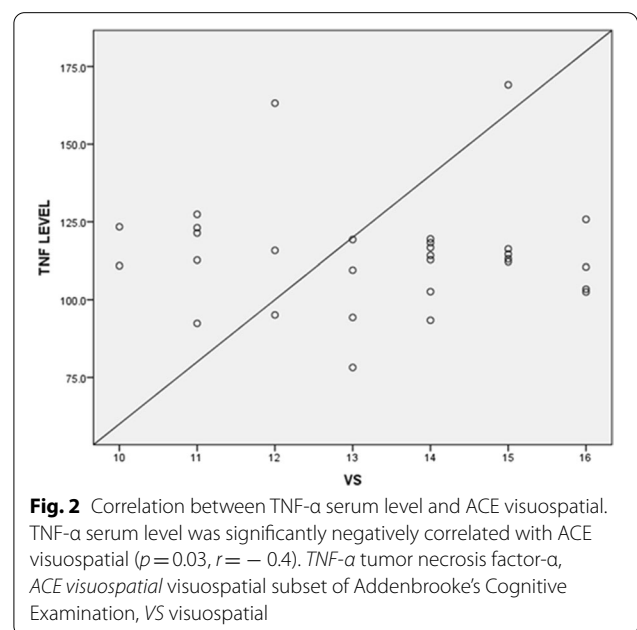 175.0
150.0
125.0
100.0
75.0
TNF LEVEL
10 11 12 13 14 15 16
VS
Fig. 2 Correlation between TNF-α serum level and ACE visuospatial.
TNF-α serum level was significantly negatively correlated with ACE
visuospatial (p = 0.03, r = − 0.4). TNF-α tumor necrosis factor-α,
ACE visuospatial visuospatial subset of Addenbrooke's Cognitive
Examination, VS visuospatial